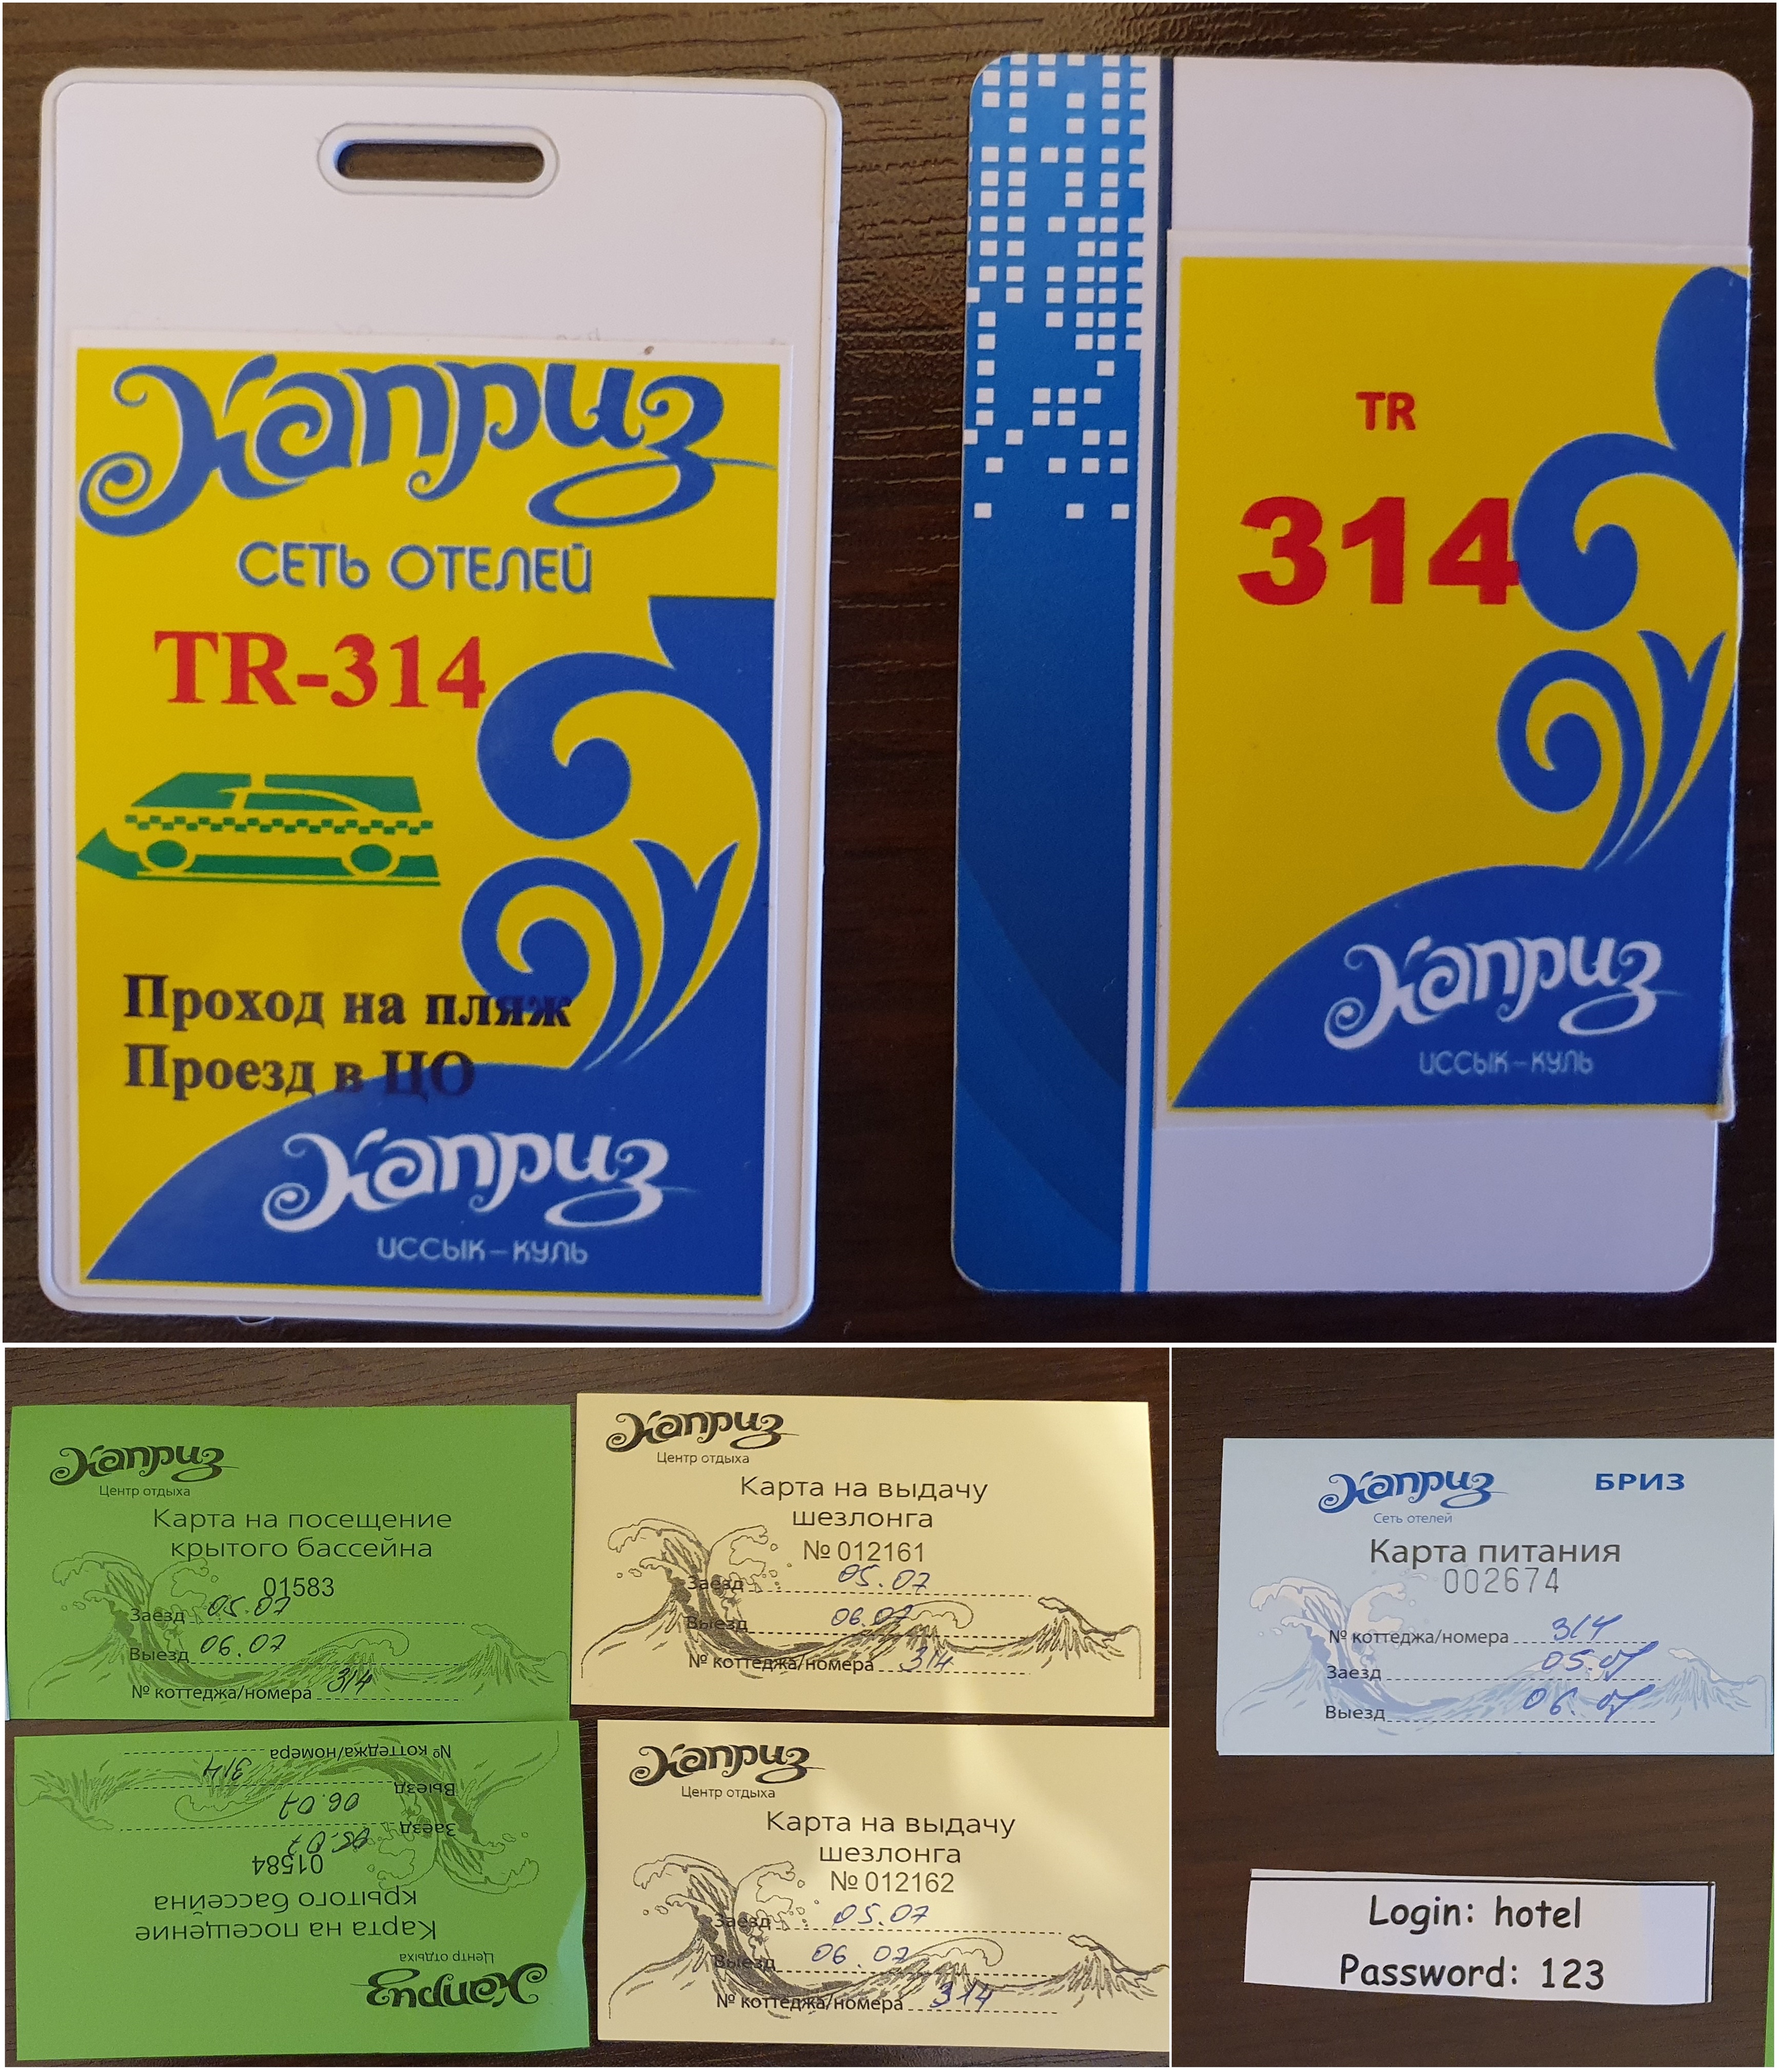 Каприз
СЕТЬ ОТЕЛЕЙ
TR-314
Проход на пляж
Проезд в ЦО
Каприз
ИССЫК-КУЛЬ
TR
314
Каприз
ИССЫК-КУЛЬ
Каприз
Центр отдыха
Карта на посещение
крытого бассейна
01583
Заезд 05.07
Выезд 06.07
№ коттеджа/номера 314
Каприз
Центр отдыха
Карта на выдачу
шезлонга
№ 012161
Заезд 05.07
Выезд 06.07
№ коттеджа/номера 314
Каприз
Центр отдыха
Карта на посещение
крытого бассейна
01584
Заезд 05.07
Выезд 06.07
№ коттеджа/номера 314
Каприз
Центр отдыха
Карта на выдачу
шезлонга
№ 012162
Заезд 05.07
Выезд 06.07
№ коттеджа/номера 314
Каприз БРИЗ
Сеть отелей
Карта питания
002674
№ коттеджа/номера 314
Заезд 05.07
Выезд 06.07
Login: hotel
Password: 123